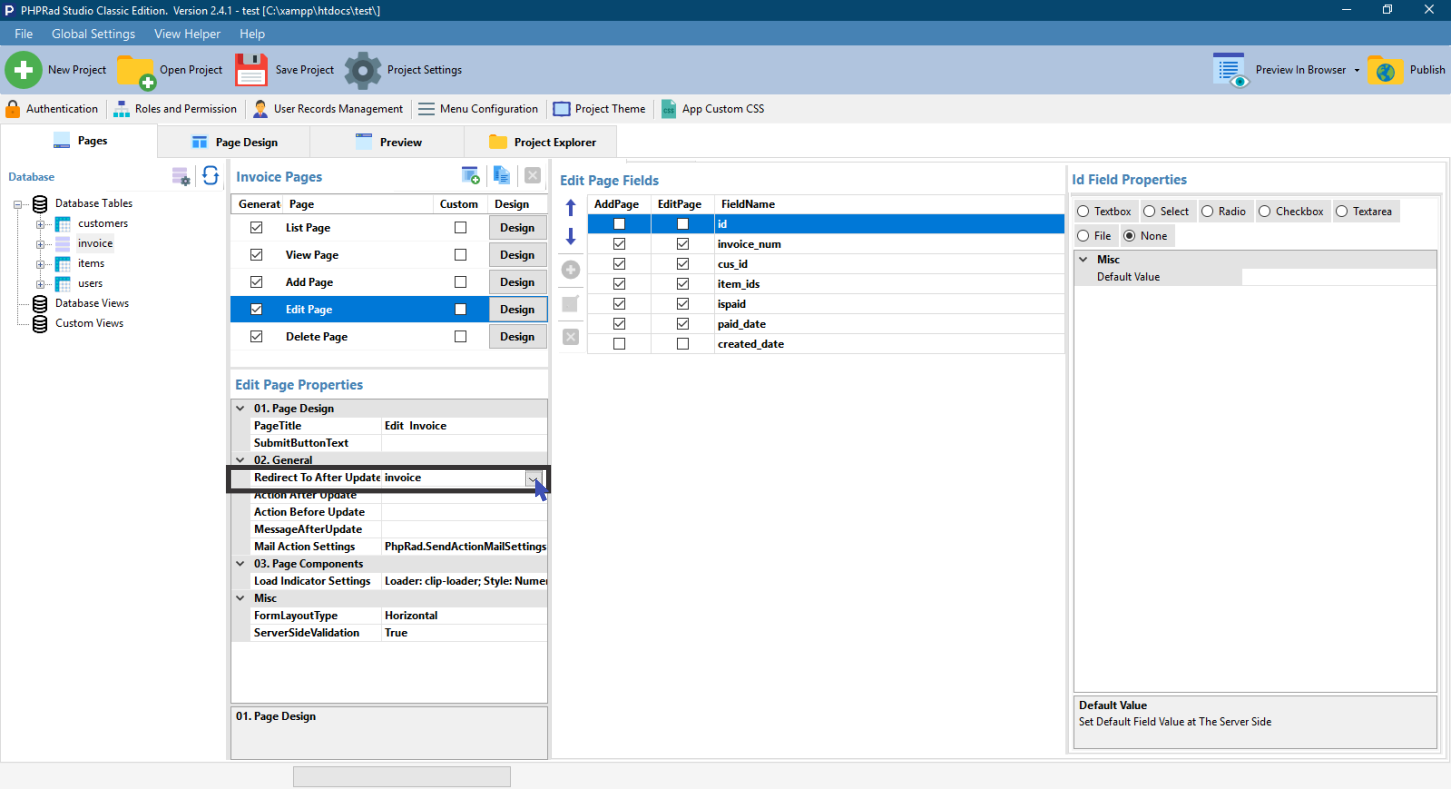 PHPRad Studio Classic Edition. Version 2.4.1 - test [C:\xampp\htdocs\test\]
File Global Settings View Helper Help
New Project Open Project Save Project Project Settings Preview In Browser Publish
Authentication Roles and Permission User Records Management Menu Configuration Project Theme App Custom CSS
Pages Page Design Preview Project Explorer
Database
Database Tables
customers
invoice
items
users
Database Views
Custom Views
Invoice Pages
Generat Page Custom Design
List Page Design
View Page Design
Add Page Design
Edit Page Design
Delete Page Design
Edit Page Properties
01. Page Design
PageTitle Edit Invoice
SubmitButtonText
02. General
Redirect To After Update invoice
Action After Update
Action Before Update
MessageAfterUpdate
Mail Action Settings PhpRad.SendActionMailSettings
03. Page Components
Load Indicator Settings Loader: clip-loader; Style: Numer
Misc
FormLayoutType Horizontal
ServerSideValidation True
01. Page Design
Edit Page Fields
AddPage EditPage FieldName
id
invoice_num
cus_id
item_ids
ispaid
paid_date
created_date
Id Field Properties
Textbox Select Radio Checkbox Textarea
File None
Misc
Default Value
Default Value
Set Default Field Value at The Server Side